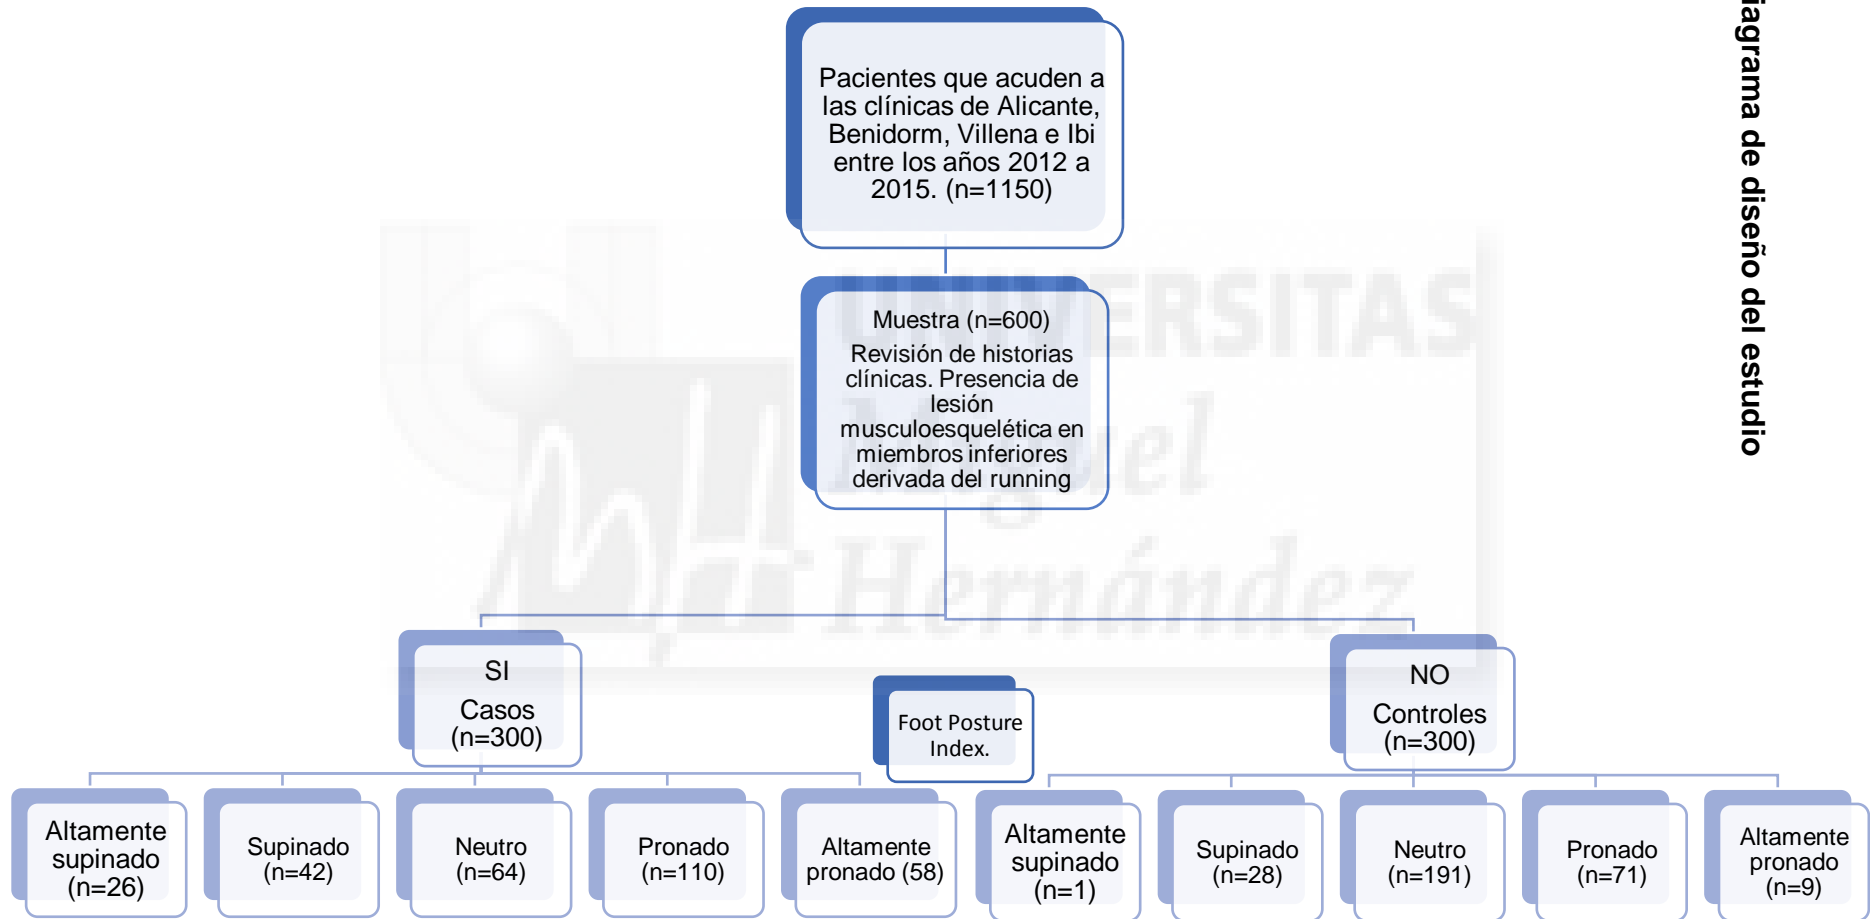 iagrama de diseño del estudio
Pacientes que acuden a
las clínicas de Alicante,
Benidorm, Villena e Ibi
entre los años 2012 a
2015. (n=1150)
Muestra (n=600)
Revisión de historias
clínicas. Presencia de
lesión
musculoesquelética en
miembros inferiores
derivada del running
UNIVERSITAS
Miguel
Hernández
SI
Casos
(n=300)
Foot Posture
Index.
NO
Controles
(n=300)
Altamente
supinado
(n=26)
Supinado
(n=42)
Neutro
(n=64)
Pronado
(n=110)
Altamente
pronado (58)
Altamente
supinado
(n=1)
Supinado
(n=28)
Neutro
(n=191)
Pronado
(n=71)
Altamente
pronado
(n=9)